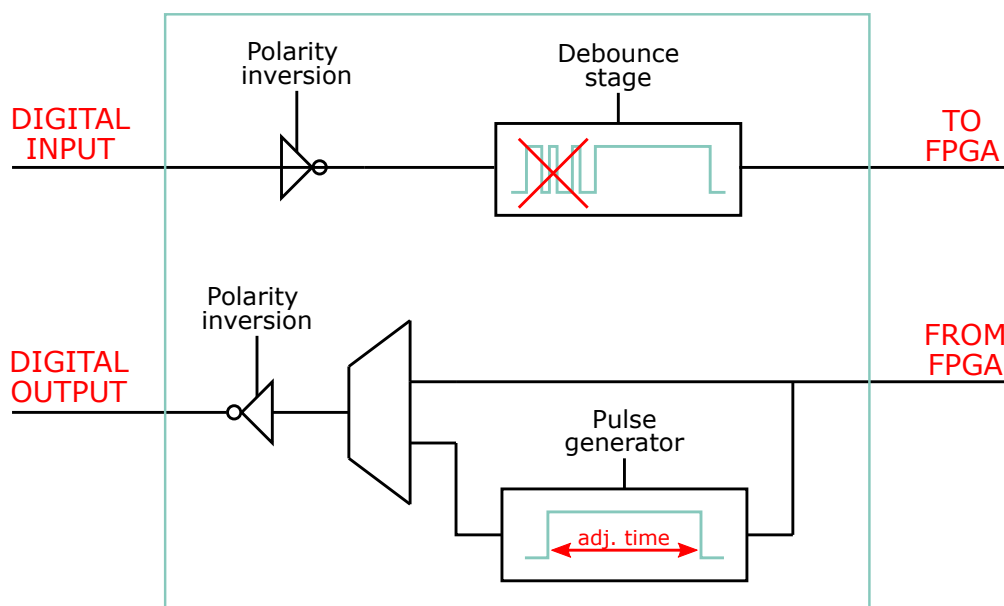 Polarity
inversion
Debounce
stage
DIGITAL
INPUT
TO
FPGA
Polarity
inversion
DIGITAL
OUTPUT
FROM
FPGA
Pulse
generator
adj. time